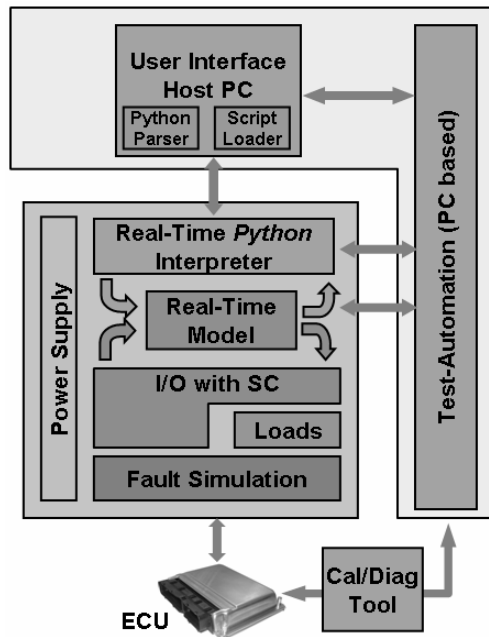 User Interface
Host PC
Python
Parser
Script
Loader
Real-Time Python
Interpreter
Real-Time
Model
I/O with SC
Loads
Fault Simulation
Power Supply
Test-Automation (PC based)
ECU
Cal/Diag
Tool